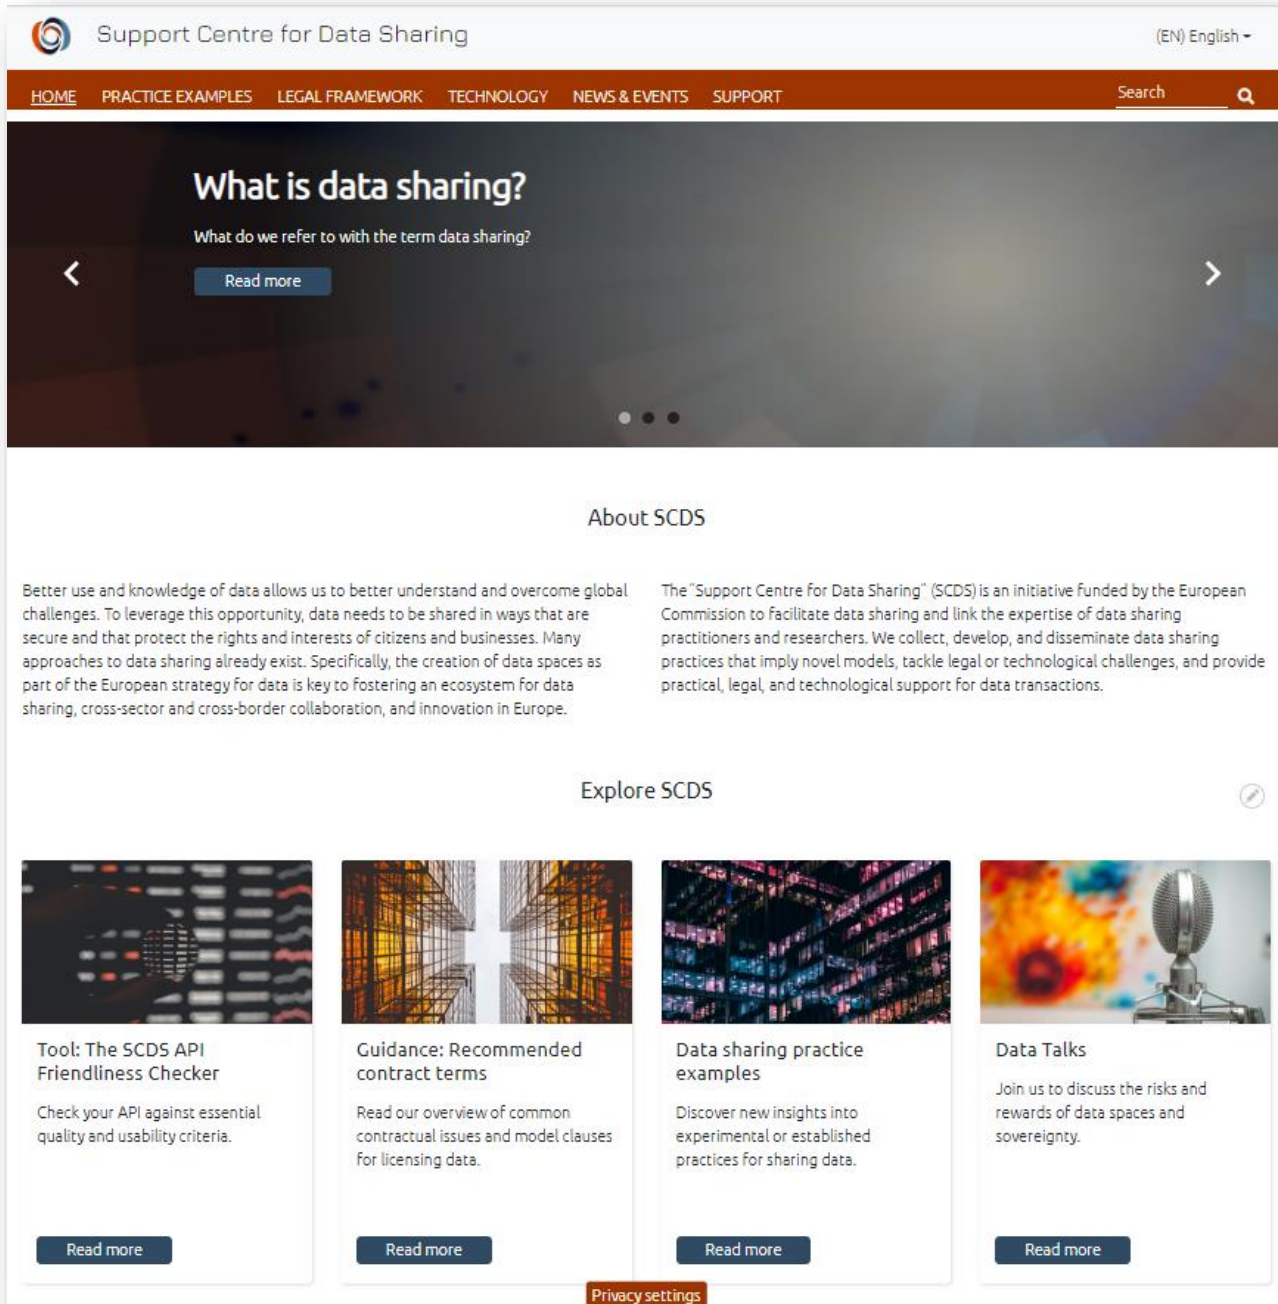 Support Centre for Data Sharing
(EN) English
HOME PRACTICE EXAMPLES LEGAL FRAMEWORK TECHNOLOGY NEWS & EVENTS SUPPORT Search
What is data sharing?
What do we refer to with the term data sharing?
Read more
About SCDS
Better use and knowledge of data allows us to better understand and overcome global
challenges. To leverage this opportunity, data needs to be shared in ways that are
secure and that protect the rights and interests of citizens and businesses. Many
approaches to data sharing already exist. Specifically, the creation of data spaces as
part of the European strategy for data is key to fostering an ecosystem for data
sharing, cross-sector and cross-border collaboration, and innovation in Europe.
The "Support Centre for Data Sharing" (SCDS) is an initiative funded by the European
Commission to facilitate data sharing and link the expertise of data sharing
practitioners and researchers. We collect, develop, and disseminate data sharing
practices that imply novel models, tackle legal or technological challenges, and provide
practical, legal, and technological support for data transactions.
Explore SCDS
Tool: The SCDS API
Friendliness Checker
Check your API against essential
quality and usability criteria.
Read more
Guidance: Recommended
contract terms
Read our overview of common
contractual issues and model clauses
for licensing data.
Read more
Data sharing practice
examples
Discover new insights into
experimental or established
practices for sharing data.
Read more
Data Talks
Join us to discuss the risks and
rewards of data spaces and
sovereignty.
Read more
Privacy settings